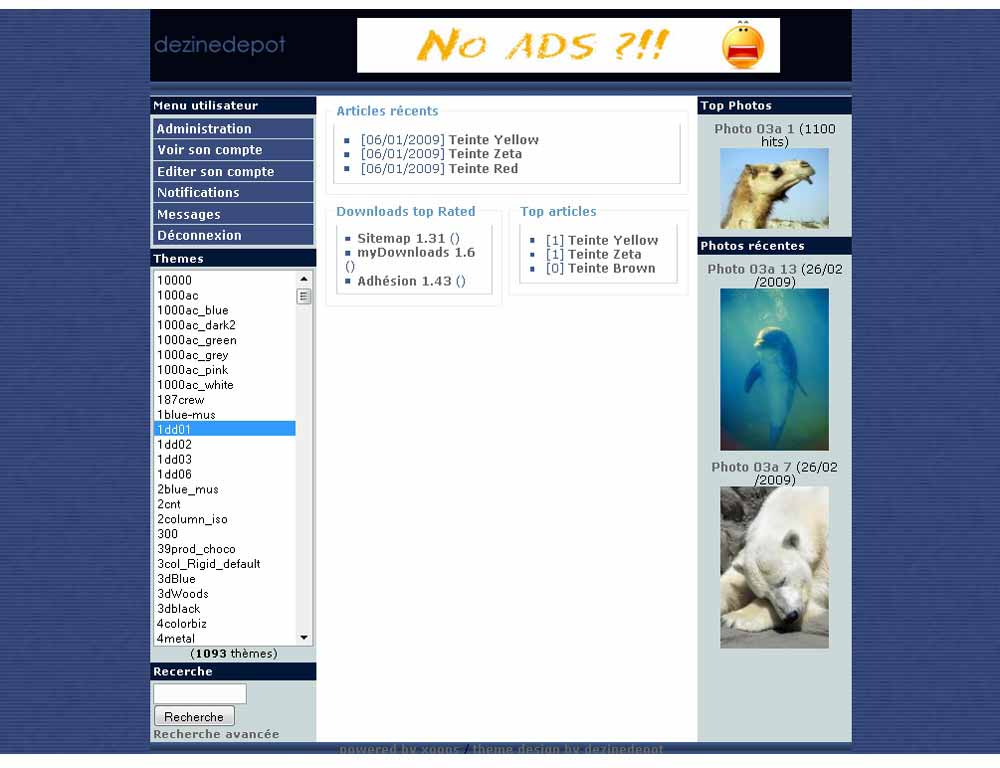 dezinedepot
No ADS ?!!
Menu utilisateur
Administration
Voir son compte
Editer son compte
Notifications
Messages
Déconnexion
Themes
10000
1000ac
1000ac_blue
1000ac_dark2
1000ac_green
1000ac_grey
1000ac_pink
1000ac_white
187crew
1blue-mus
1dd01
1dd02
1dd03
1dd06
2blue_mus
2cnt
2column_iso
300
39prod_choco
3col_Rigid_default
3dBlue
3dWoods
3dblack
4colorbiz
4metal
(1093 thèmes)
Recerche
Recherche
Recherche avancée
Articles récents
[06/01/2009] Teinte Yellow
[06/01/2009] Teinte Zeta
[06/01/2009] Teinte Red
Downloads top Rated
Sitemap 1.31 ()
myDownloads 1.6
()
Adhésion 1.43 ()
Top articles
[1] Teinte Yellow
[1] Teinte Zeta
[0] Teinte Brown
Top Photos
Photo 03a 1 (1100
hits)
Photos récentes
Photo 03a 13 (26/02
/2009)
Photo 03a 7 (26/02
/2009)
powered by xoops / theme design by dezinedepot